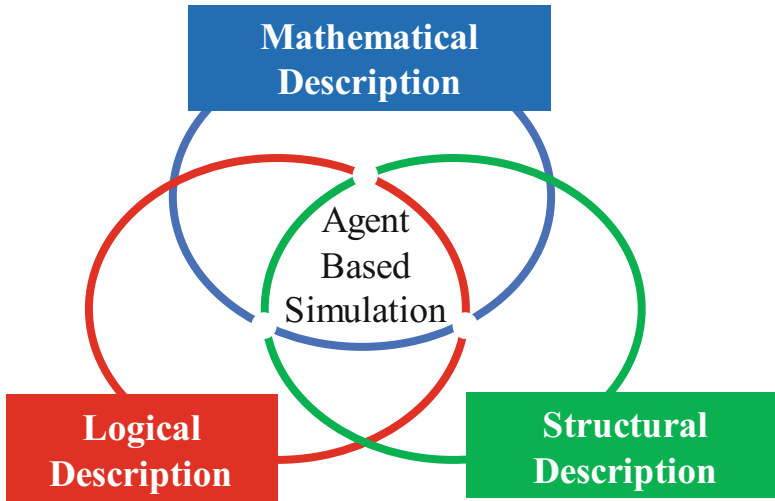 Mathematical
Description
Agent
Based
Simulation
Logical
Description
Structural
Description